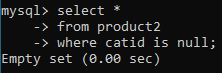 mysql> select *
    -> from product2
    -> where catid is null;
Empty set (0.00 sec)